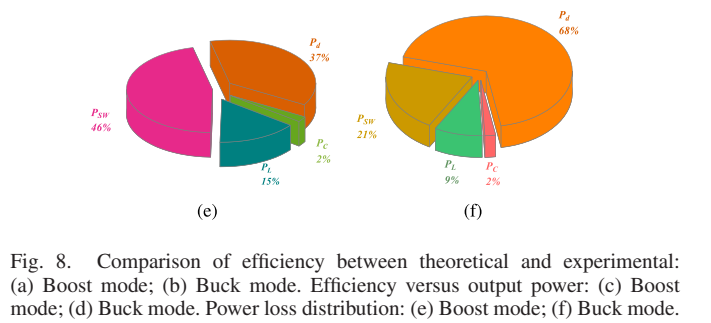 P_d
37%
P_SW
46%
P_C
2%
P_L
15%
(e)
P_d
68%
P_SW
21%
P_L
9%
P_C
2%
(f)
Fig. 8. Comparison of efficiency between theoretical and experimental:
(a) Boost mode; (b) Buck mode. Efficiency versus output power: (c) Boost
mode; (d) Buck mode. Power loss distribution: (e) Boost mode; (f) Buck mode.